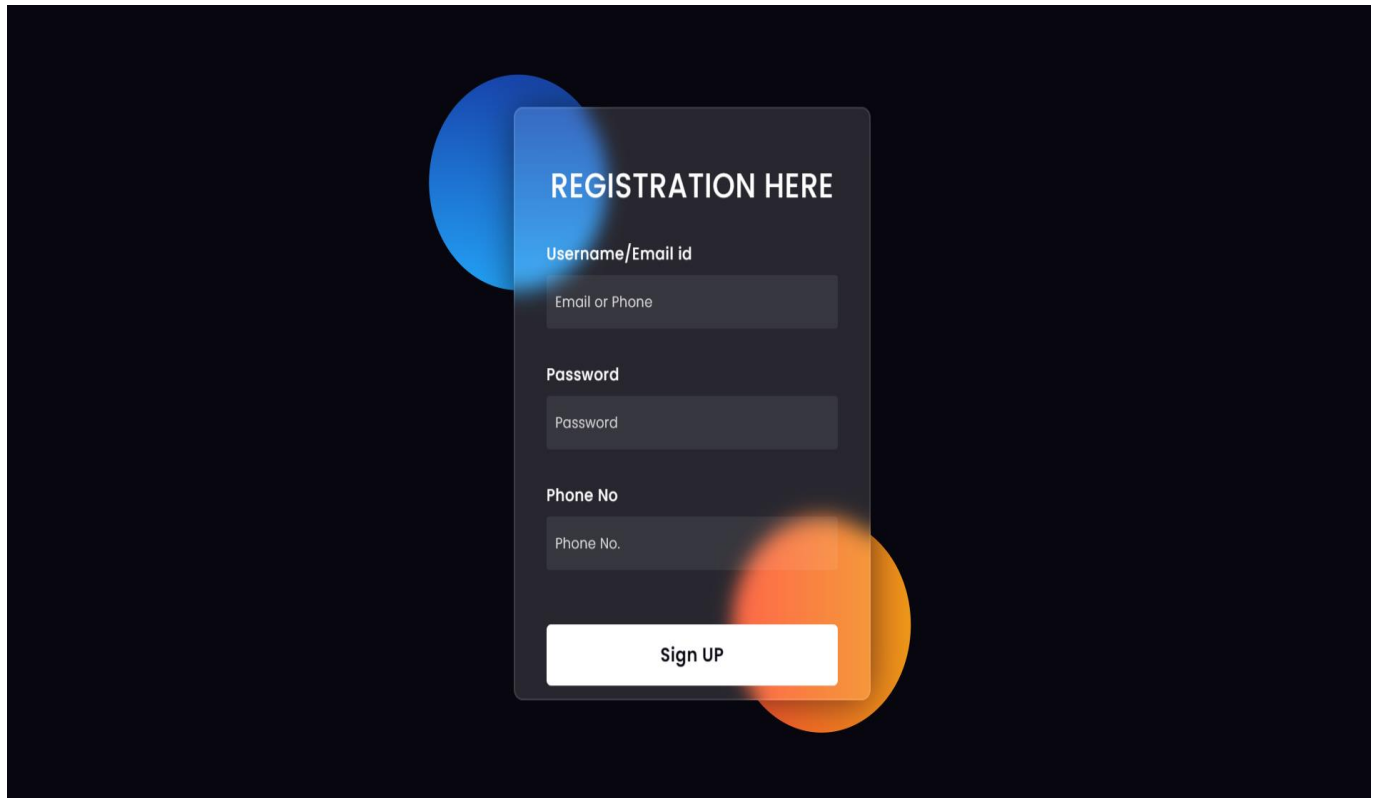 REGISTRATION HERE
Username/Email id
Email or Phone
Password
Password
Phone No
Phone No.
Sign UP